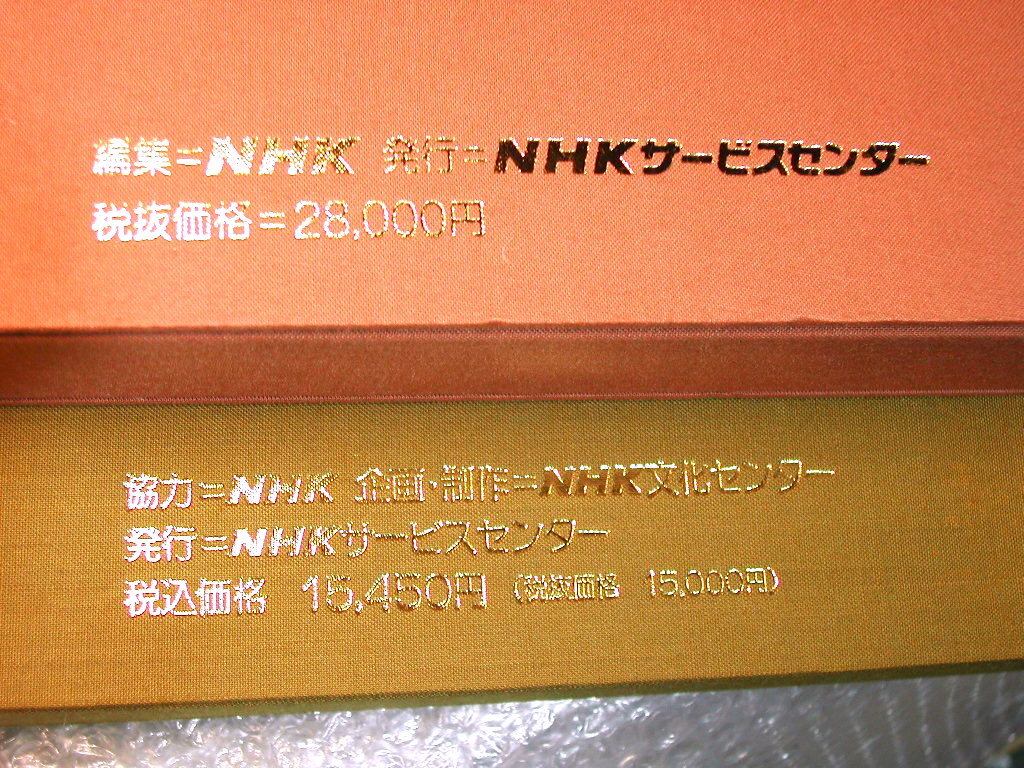 編集=NHK 発行=NHKサービスセンター
税抜価格=28,000円
協力=NHK 企画・制作=NHK文化センター
発行=NHKサービスセンター
税込価格 15,450円 (税抜価格 15,000円)